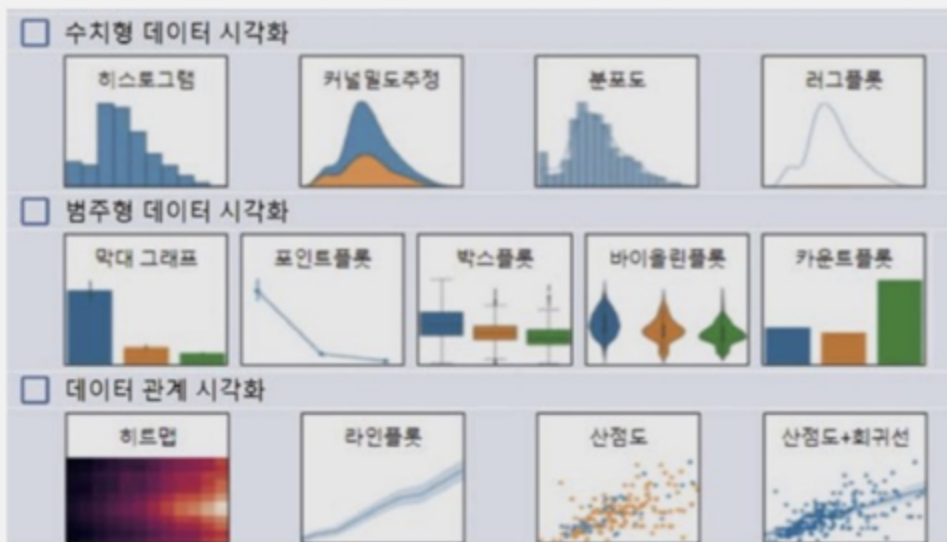 수치형 데이터 시각화
히스토그램
커널밀도추정
분포도
러그플롯
범주형 데이터 시각화
막대 그래프
포인트플롯
박스플롯
바이올린플롯
카운트플롯
데이터 관계 시각화
히트맵
라인플롯
산점도
산점도+회귀선